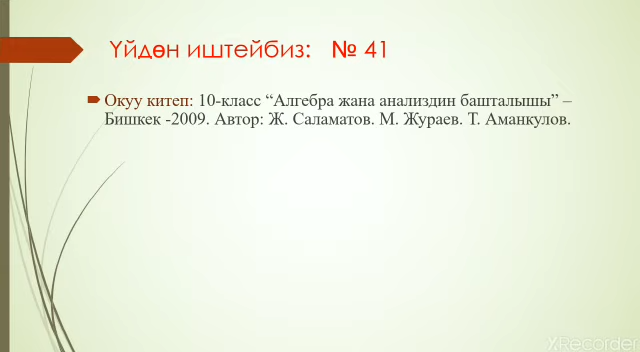 Үйдөн иштейбиз: № 41
Окуу китеп: 10-класс “Алгебра жана анализдин башталышы” –
Бишкек -2009. Автор: Ж. Саламатов. М. Жураев. Т. Аманкулов.
XRecorder